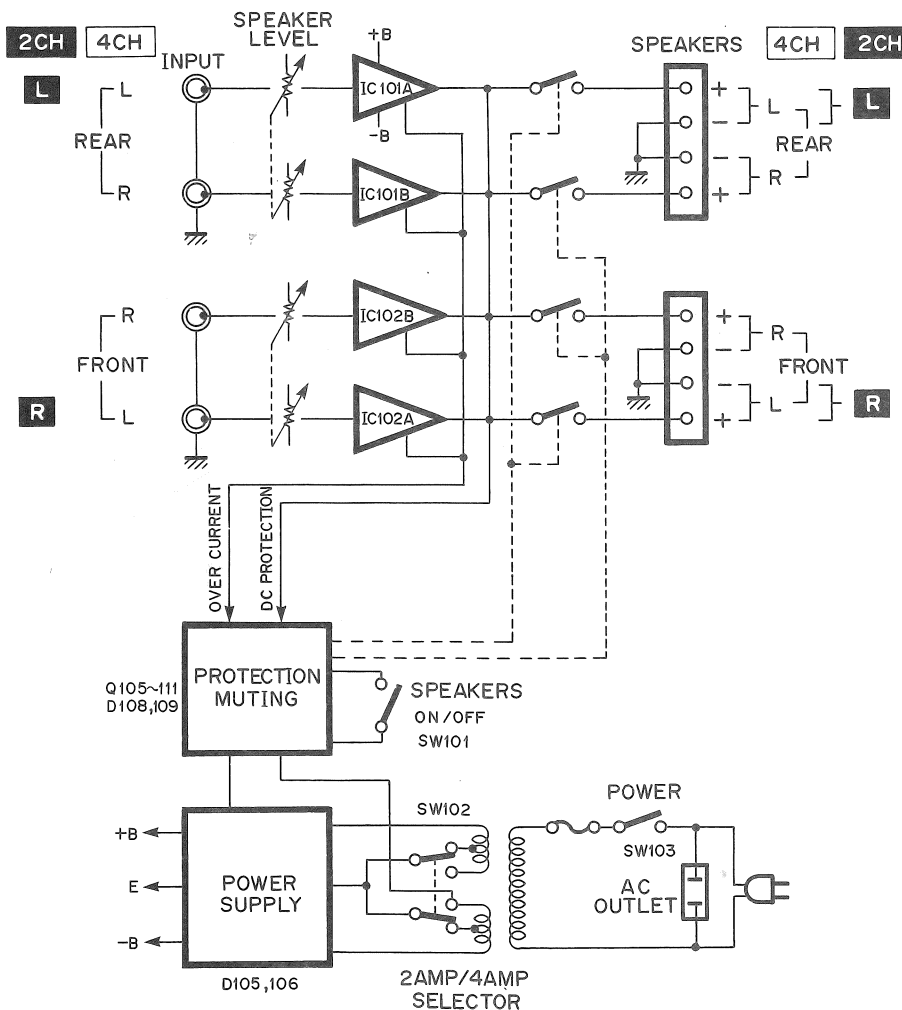 SPEAKER
LEVEL
2CH 4CH
INPUT
+B
SPEAKERS
4CH 2CH
L
L
REAR
R
IC101A
-B
IC101B
+
-
-
+
L
REAR
R
L
R
FRONT
L
R
IC102B
IC102A
+
-
-
+
R
FRONT
L
R
OVER CURRENT
DC PROTECTION
PROTECTION
MUTING
Q105~111
D108,109
SPEAKERS
ON/OFF
SW101
SW102
POWER
SW103
+B
E
-B
POWER
SUPPLY
AC
OUTLET
D105,106
2AMP/4AMP
SELECTOR